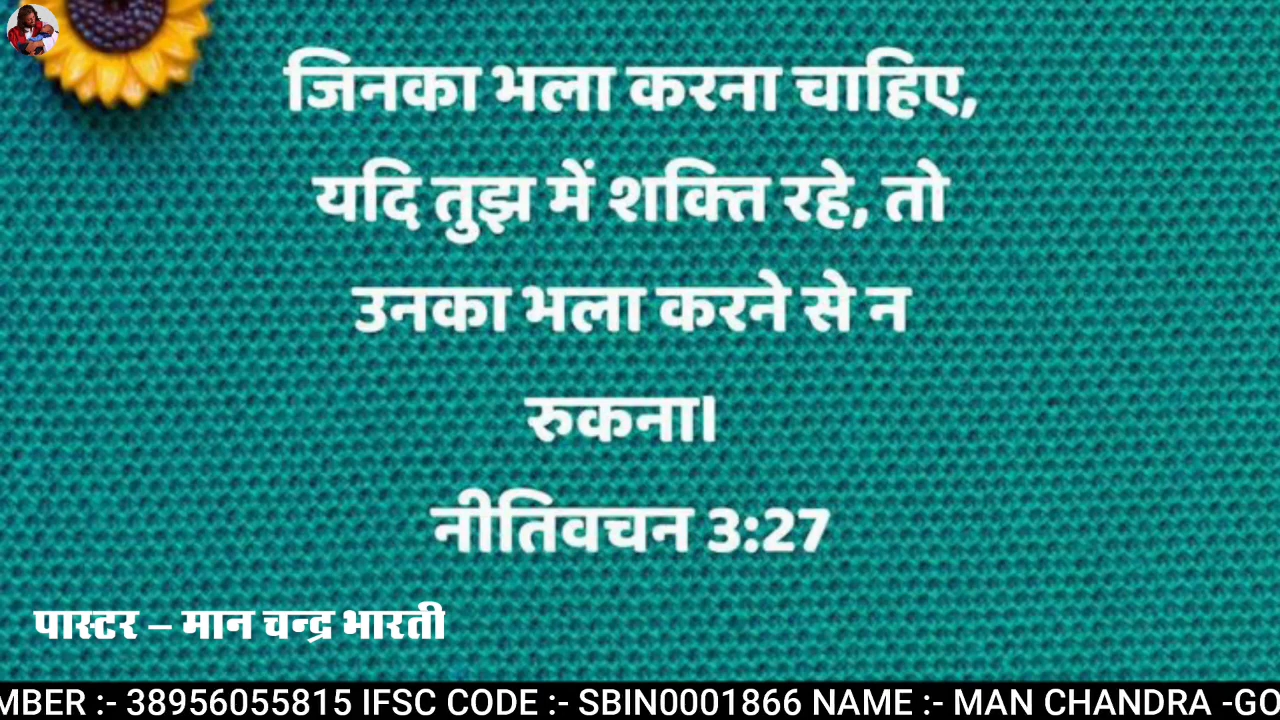 जिनका भला करना चाहिए,
यदि तुझ में शक्ति रहे, तो
उनका भला करने से न
रुकना।
नीतिवचन 3:27
पास्टर – मान चन्द्र भारती
MBER :- 38956055815 IFSC CODE :- SBIN0001866 NAME :- MAN CHANDRA -GO